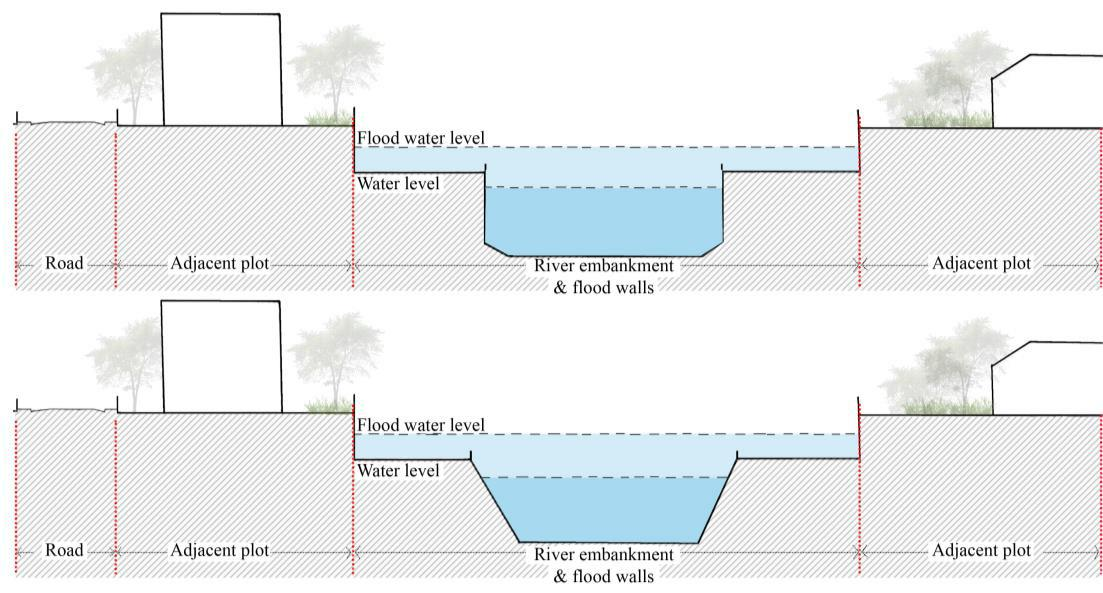 Flood water level
Water level
Road
Adjacent plot
River embankment
& flood walls
Adjacent plot
Flood water level
Water level
Road
Adjacent plot
River embankment
& flood walls
Adjacent plot